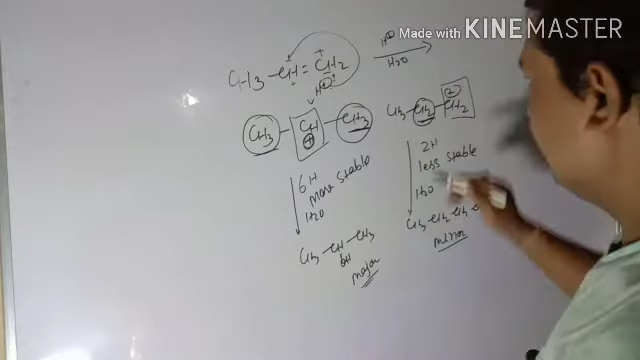 Made with KINEMASTER
CH3 - CH = CH2
H⊕
H2O
H⊕
CH3 - CH - CH3
⊕
CH3 - CH2 - CH2
⊕
6H
more stable
H2O
2H
less stable
H2O
CH3 - CH - CH3
OH
major
CH3 - CH2 - CH2
minor